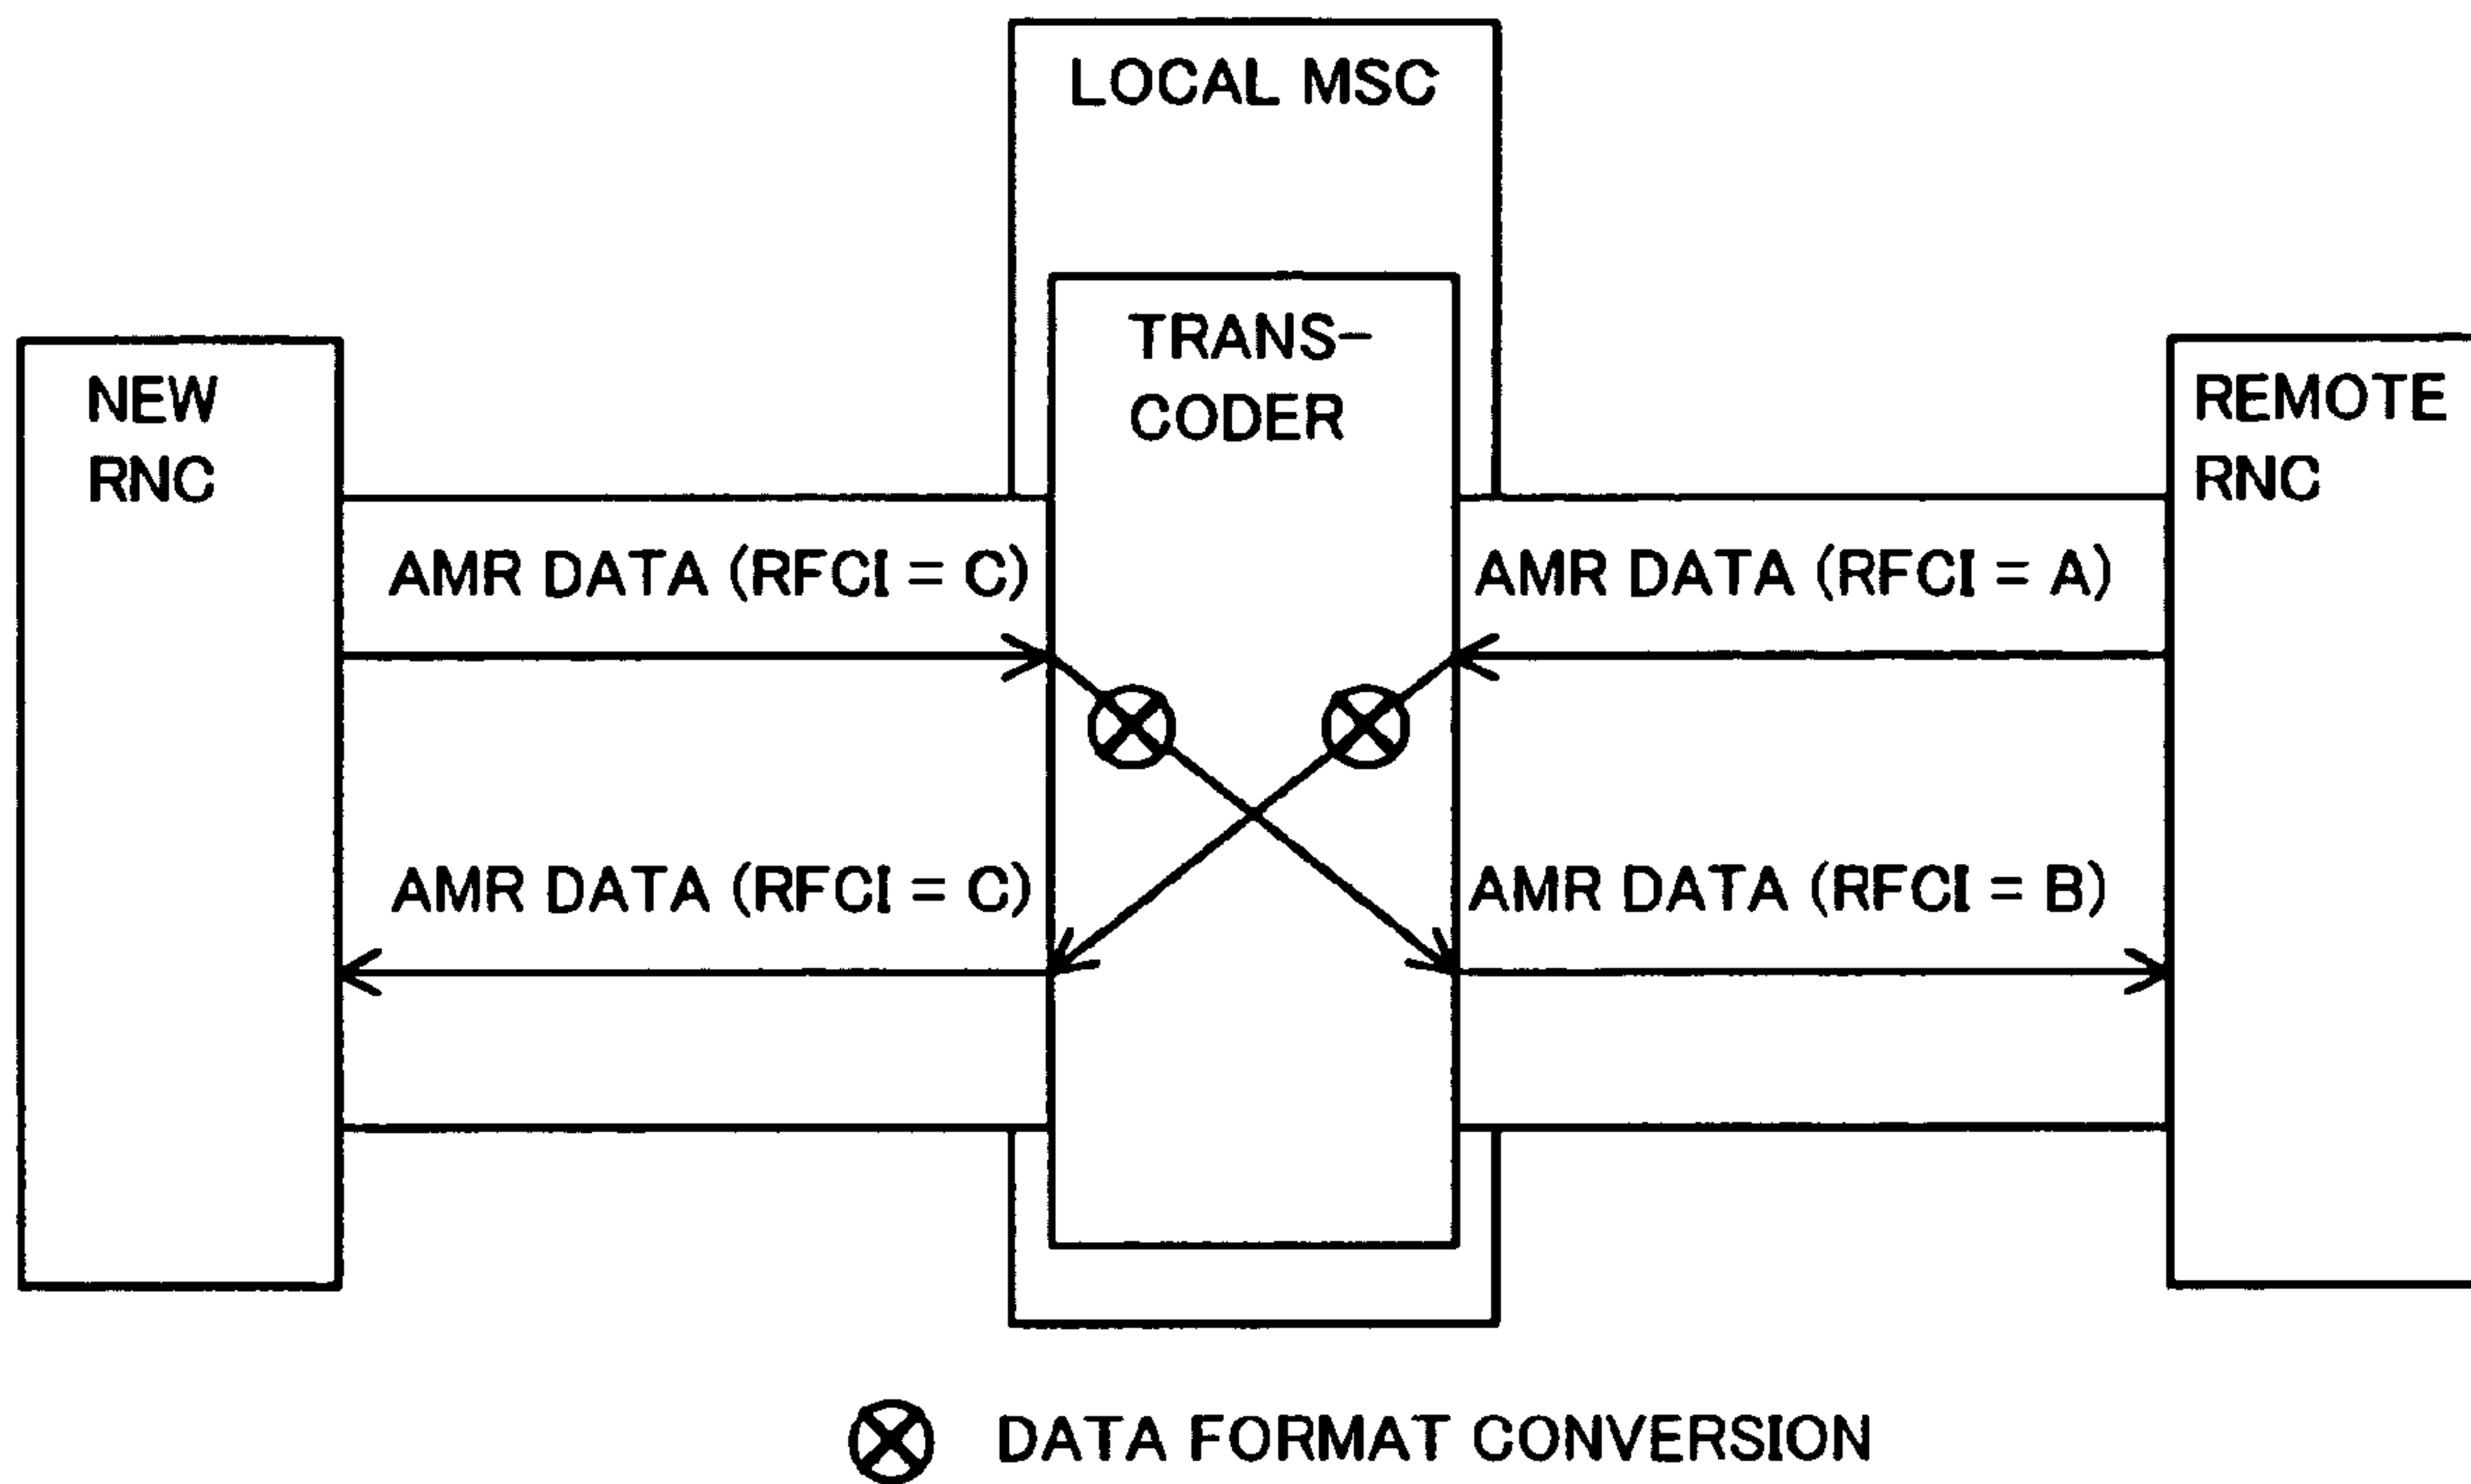 LOCAL MSC
TRANS-
CODER
NEW
RNC
REMOTE
RNC
AMR DATA (RFCI = C)
AMR DATA (RFCI = A)
AMR DATA (RFCI = C)
AMR DATA (RFCI = B)
DATA FORMAT CONVERSION